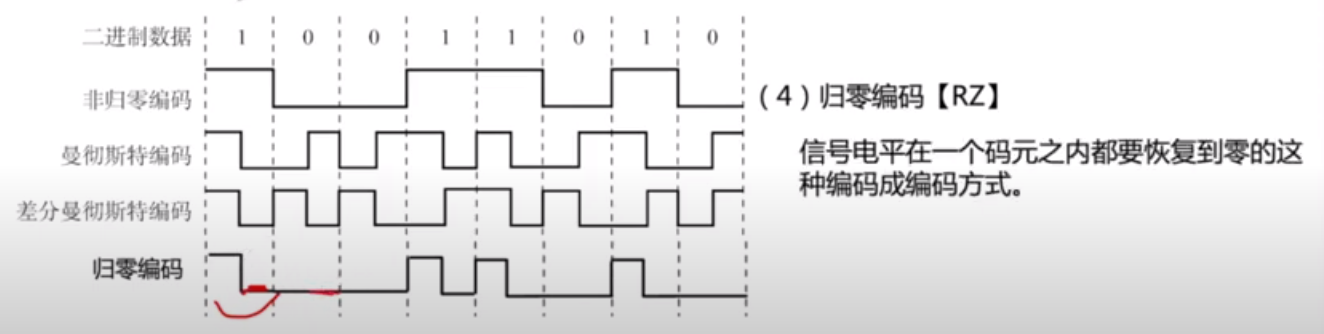 二进制数据 1 0 0 1 1 0 1 0
非归零编码
曼彻斯特编码
差分曼彻斯特编码
归零编码
（4）归零编码【RZ】
信号电平在一个码元之内都要恢复到零的这
种编码成编码方式。